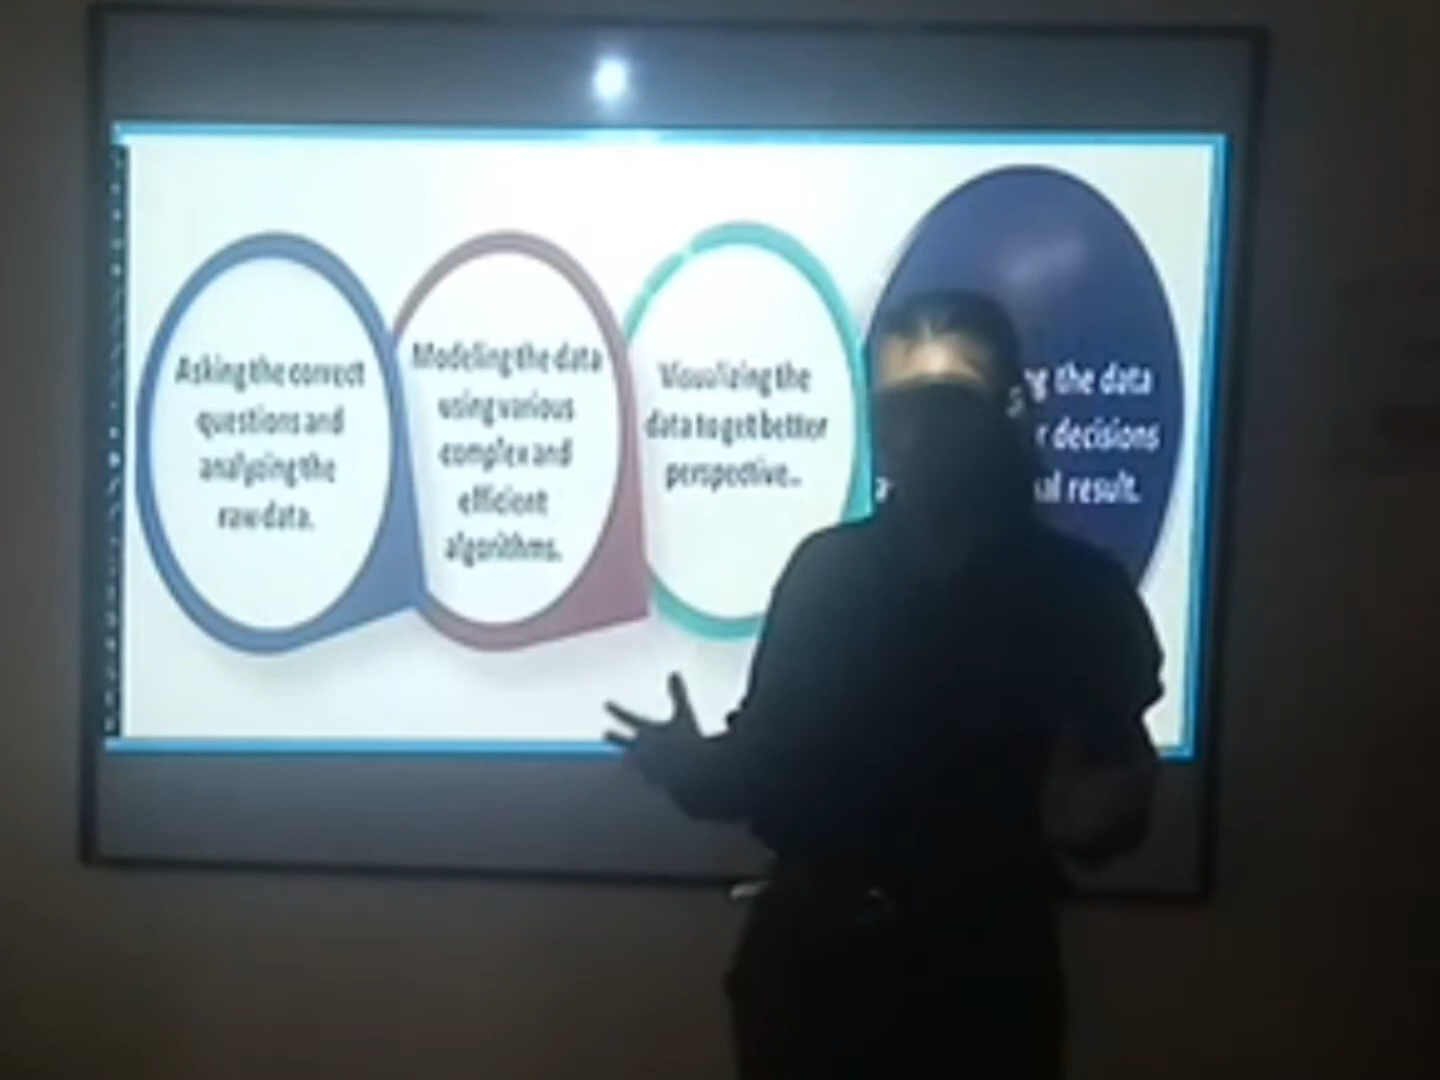 Asking the correct
questions and
analyzing the
raw data.
Modeling the data
using various
complex and
efficient
algorithms.
Visualizing the
data to get better
perspective..
the data
decisions
result.